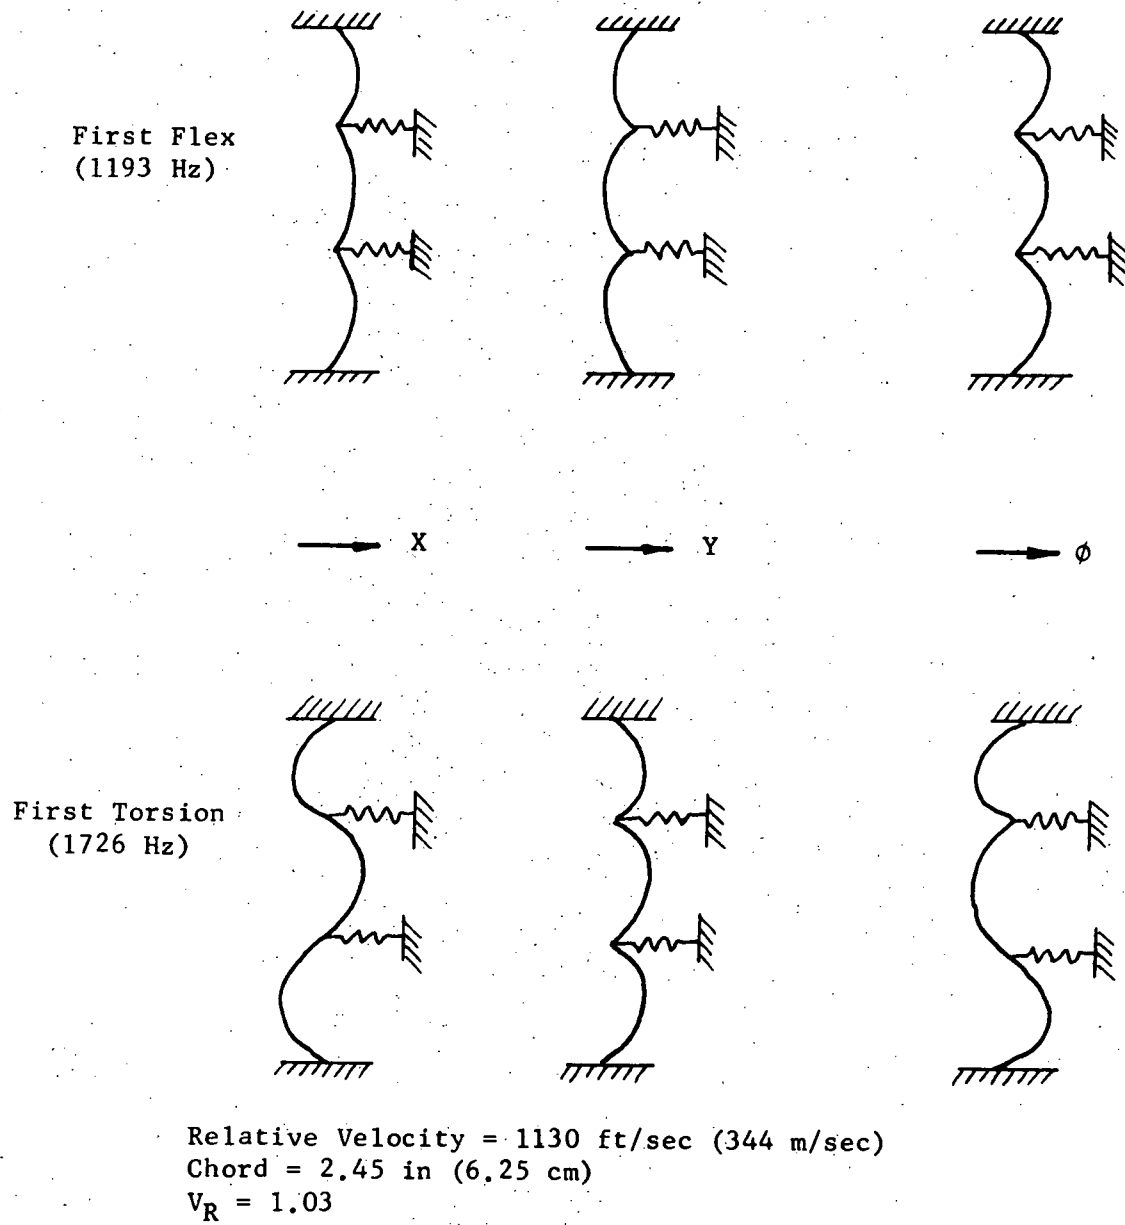 First Flex
(1193 Hz)
X
Y
ϕ
First Torsion
(1726 Hz)
Relative Velocity = 1130 ft/sec (344 m/sec)
Chord = 2.45 in (6.25 cm)
V_R = 1.03